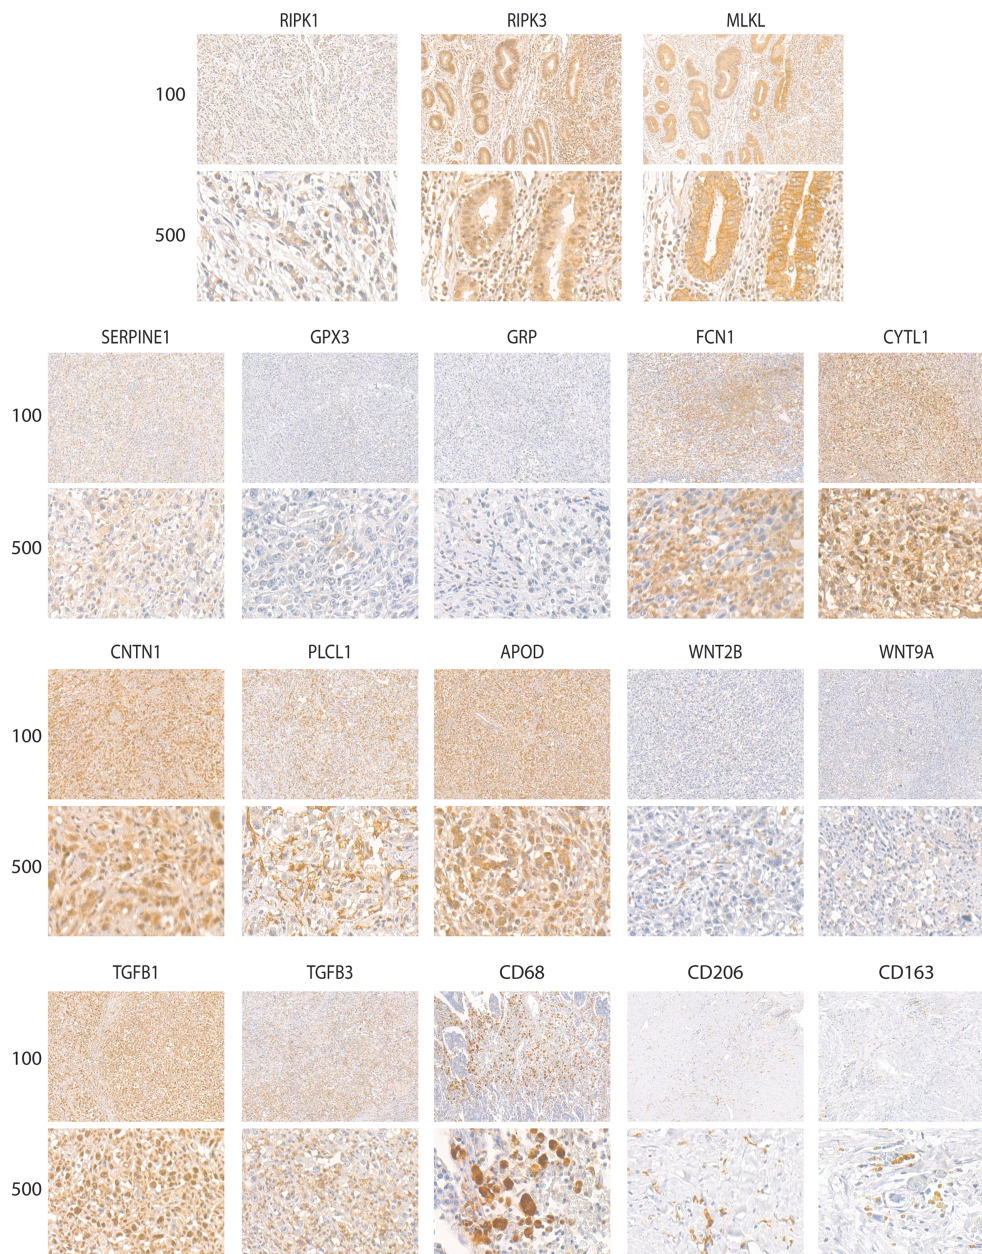 RIPK1 RIPK3 MLKL
100
500
SERPINE1 GPX3 GRP FCN1 CYTL1
100
500
CNTN1 PLCL1 APOD WNT2B WNT9A
100
500
TGFB1 TGFB3 CD68 CD206 CD163
100
500